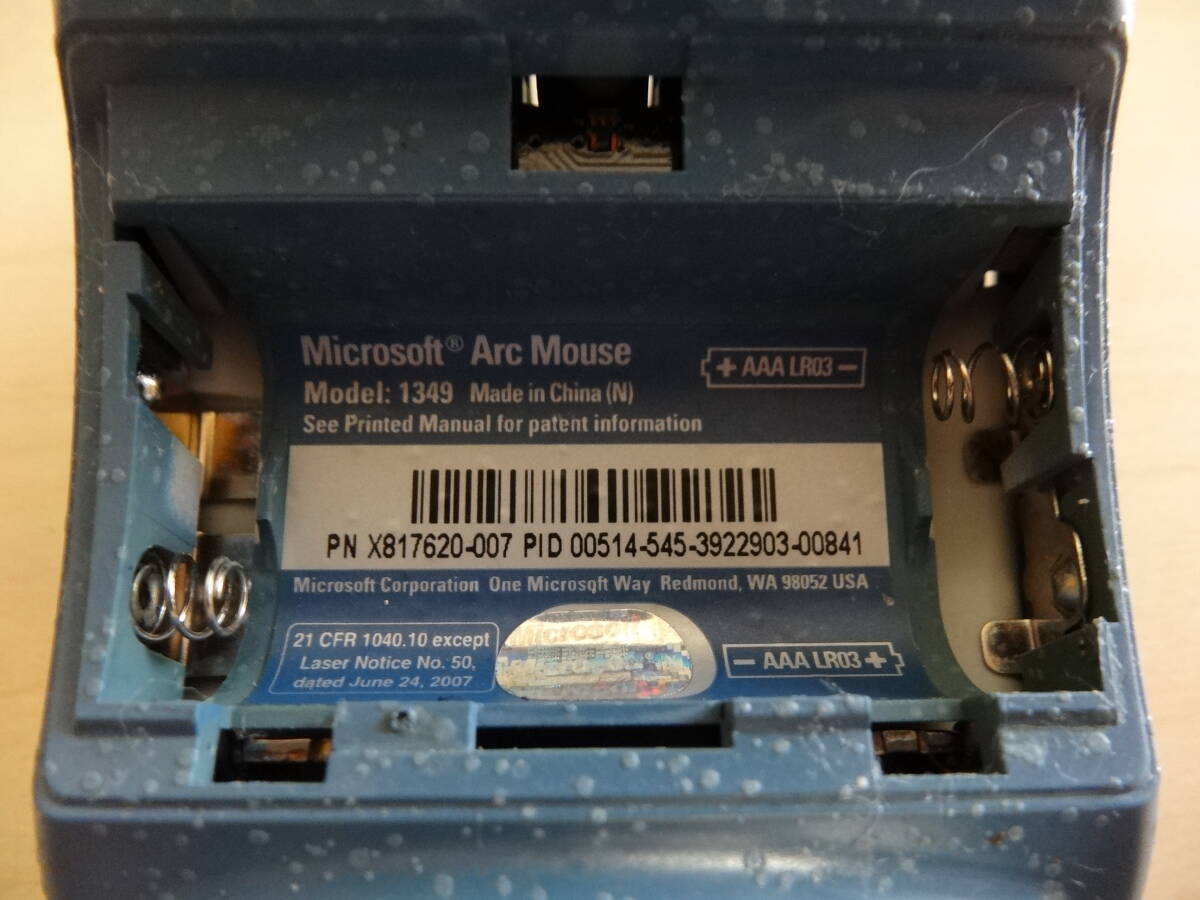 Microsoft® Arc Mouse
+ AAA LR03 −
Model: 1349 Made in China (N)
See Printed Manual for patent information
PN X817620-007 PID 00514-545-3922903-00841
Microsoft Corporation One Microsoft Way Redmond, WA 98052 USA
21 CFR 1040.10 except
Laser Notice No. 50,
dated June 24, 2007
Microsoft
− AAA LR03 +